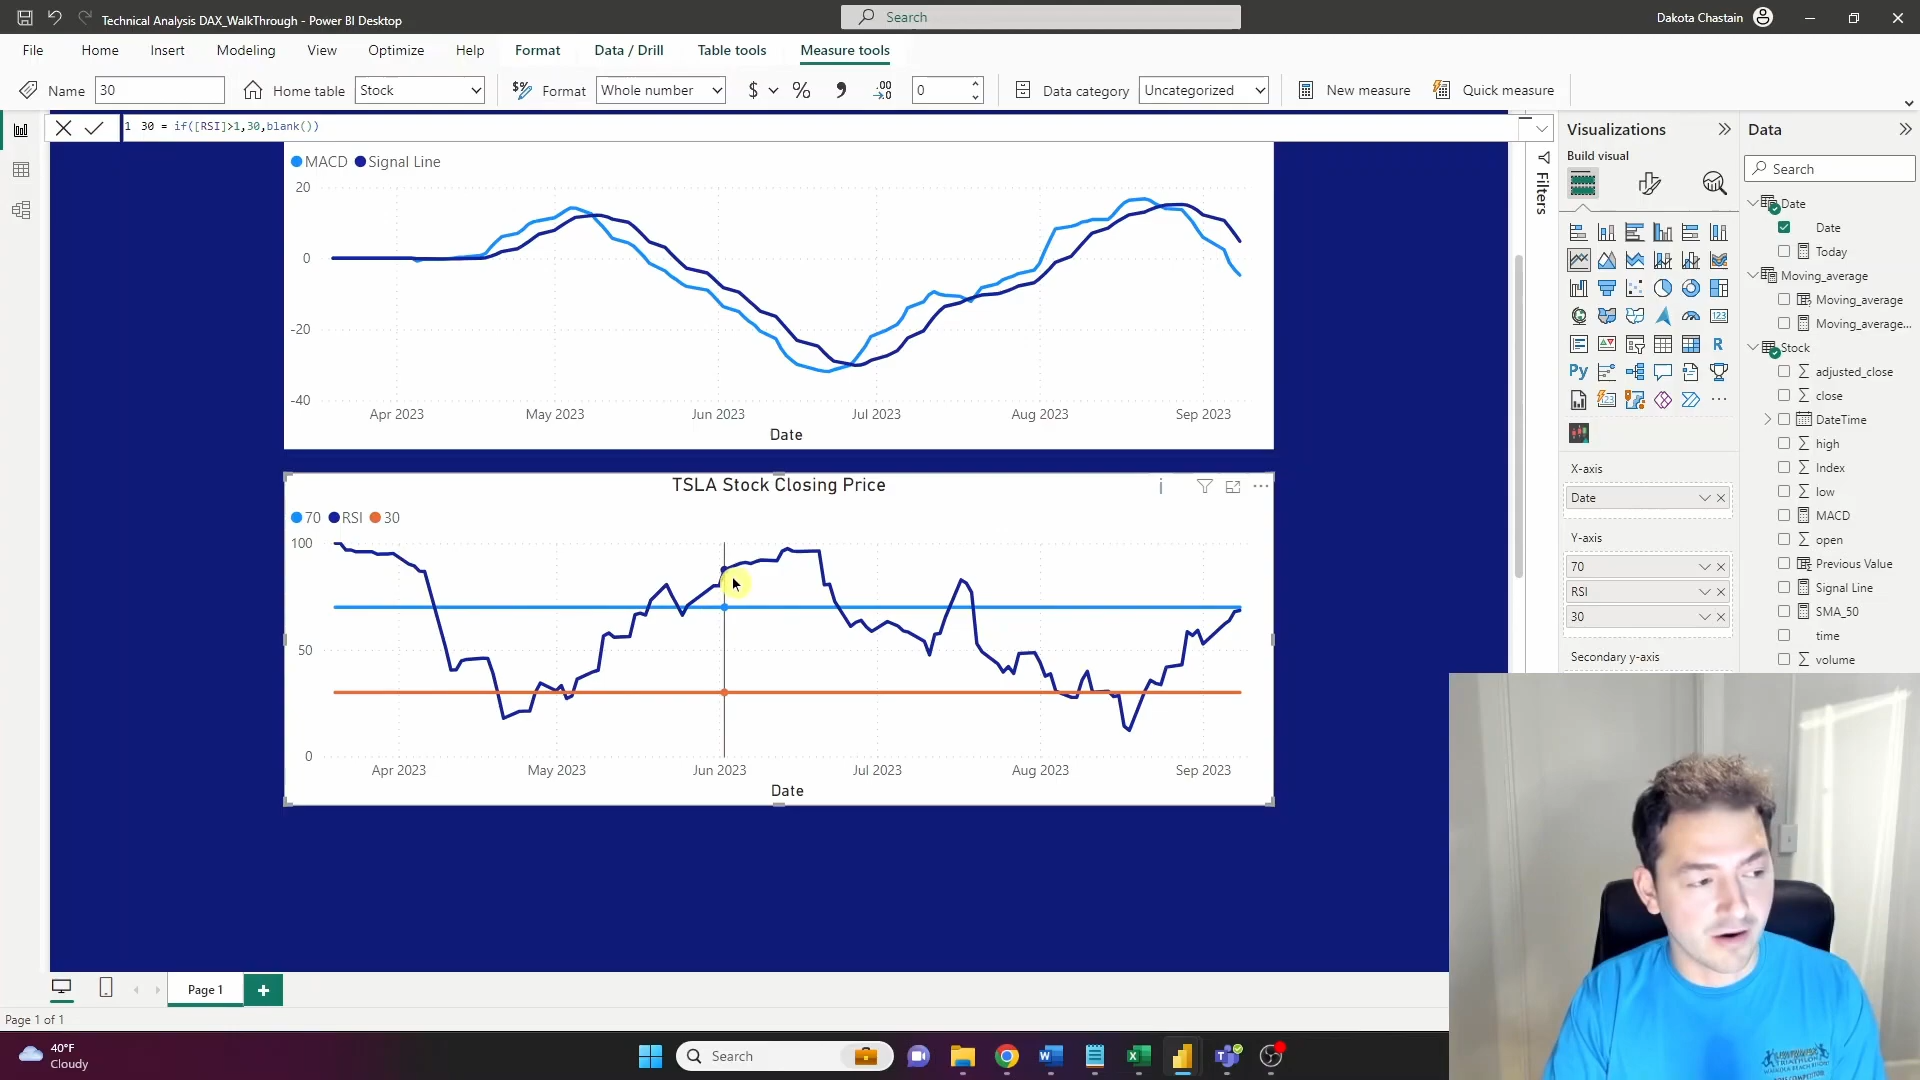 Technical Analysis DAX_WalkThrough - Power BI Desktop
Search
Dakota Chastain
File Home Insert Modeling View Optimize Help Format Data / Drill Table tools Measure tools
Name 30 Home table Stock Format Whole number $ % 0 Data category Uncategorized New measure Quick measure
1 30 = if([RSI]>1,30,blank())
MACD Signal Line
20
0
-20
-40
Apr 2023 May 2023 Jun 2023 Jul 2023 Aug 2023 Sep 2023
Date
TSLA Stock Closing Price
70 RSI 30
100
50
0
Apr 2023 May 2023 Jun 2023 Jul 2023 Aug 2023 Sep 2023
Date
Filters
Visualizations
Build visual
123
R
Py
X-axis
Date
Y-axis
70
RSI
30
Secondary y-axis
Data
Search
Date
Date
Today
Moving_average
Moving_average
Moving_average...
Stock
adjusted_close
close
DateTime
high
Index
low
MACD
open
Previous Value
Signal Line
SMA_50
time
volume
Page 1
Page 1 of 1
40°F
Cloudy
Search